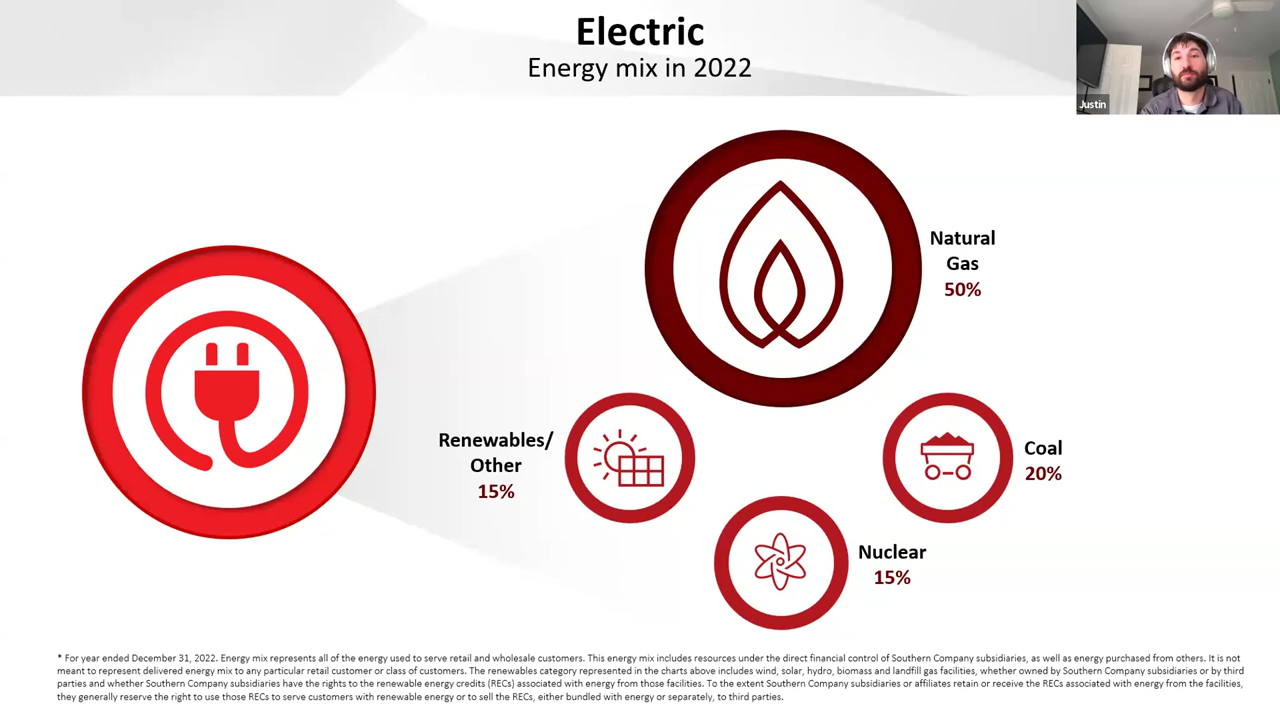 Electric
Energy mix in 2022
Justin
Natural
Gas
50%
Renewables/
Other
15%
Coal
20%
Nuclear
15%
* For year ended December 31, 2022. Energy mix represents all of the energy used to serve retail and wholesale customers. This energy mix includes resources under the direct financial control of Southern Company subsidiaries, as well as energy purchased from others. It is not
meant to represent delivered energy mix to any particular retail customer or class of customers. The renewables category represented in the charts above includes wind, solar, hydro, biomass and landfill gas facilities, whether owned by Southern Company subsidiaries or by third
parties and whether Southern Company subsidiaries have the rights to the renewable energy credits (RECs) associated with energy from those facilities. To the extent Southern Company subsidiaries or affiliates retain or receive the RECs associated with energy from the facilities,
they generally reserve the right to use those RECs to serve customers with renewable energy or to sell the RECs, either bundled with energy or separately, to third parties.